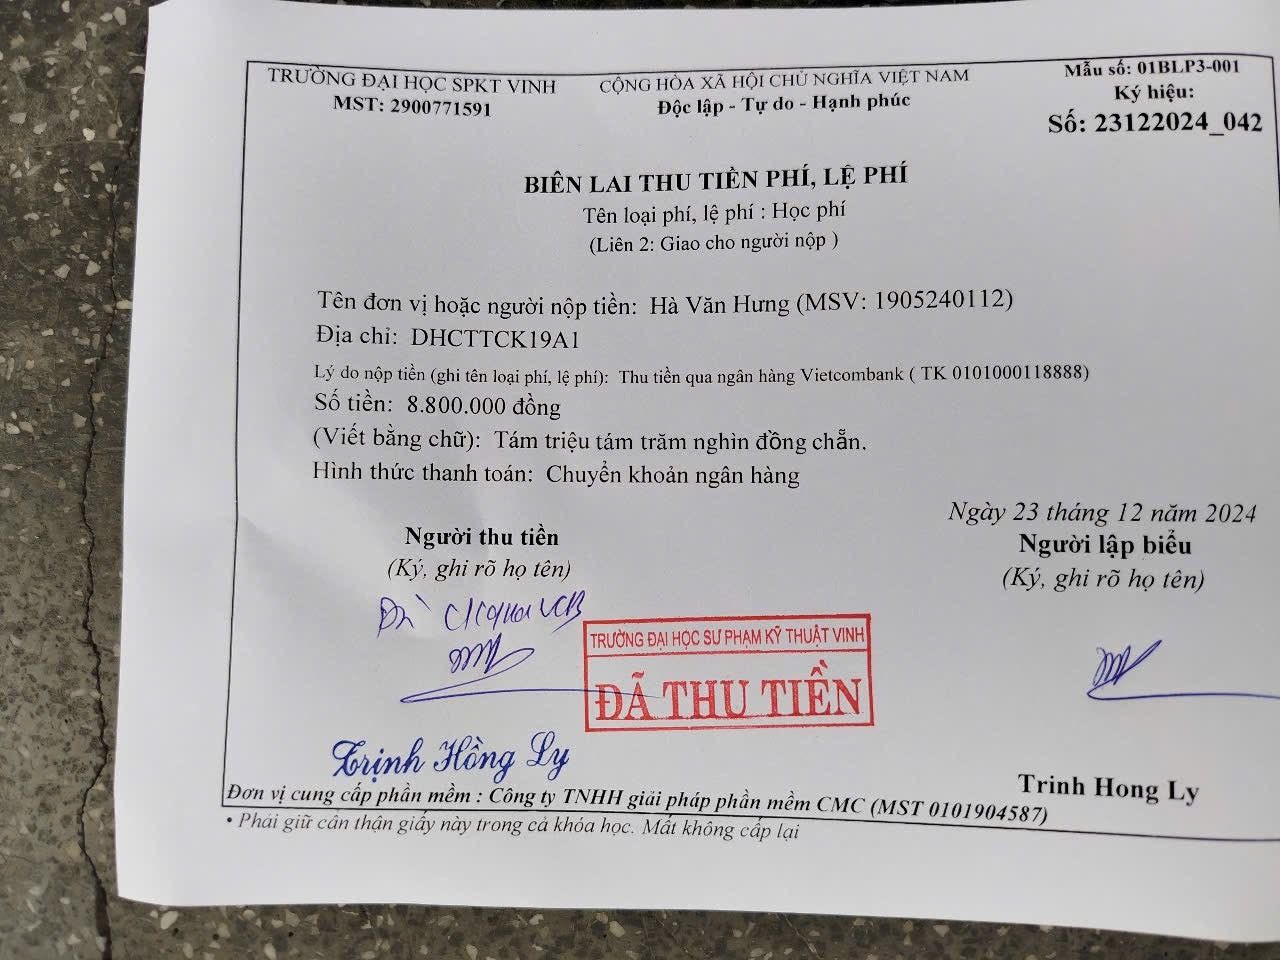 TRƯỜNG ĐẠI HỌC SPKT VINH
MST: 2900771591
CỘNG HÒA XÃ HỘI CHỦ NGHĨA VIỆT NAM
Độc lập - Tự do - Hạnh phúc
Mẫu số: 01BLP3-001
Ký hiệu:
Số: 23122024_042
BIÊN LAI THU TIỀN PHÍ, LỆ PHÍ
Tên loại phí, lệ phí : Học phí
(Liên 2: Giao cho người nộp )
Tên đơn vị hoặc người nộp tiền: Hà Văn Hưng (MSV: 1905240112)
Địa chỉ: DHCTTCK19A1
Lý do nộp tiền (ghi tên loại phí, lệ phí): Thu tiền qua ngân hàng Vietcombank ( TK 0101000118888)
Số tiền: 8.800.000 đồng
(Viết bằng chữ): Tám triệu tám trăm nghìn đồng chẵn.
Hình thức thanh toán: Chuyển khoản ngân hàng
Ngày 23 tháng 12 năm 2024
Người thu tiền
(Ký, ghi rõ họ tên)
Người lập biểu
(Ký, ghi rõ họ tên)
VCB
TRƯỜNG ĐẠI HỌC SƯ PHẠM KỸ THUẬT VINH
ĐÃ THU TIỀN
Trịnh Hồng Ly
Trinh Hong Ly
Đơn vị cung cấp phần mềm : Công ty TNHH giải pháp phần mềm CMC (MST 0101904587)
• Phải giữ cẩn thận giấy này trong cả khóa học. Mất không cấp lại